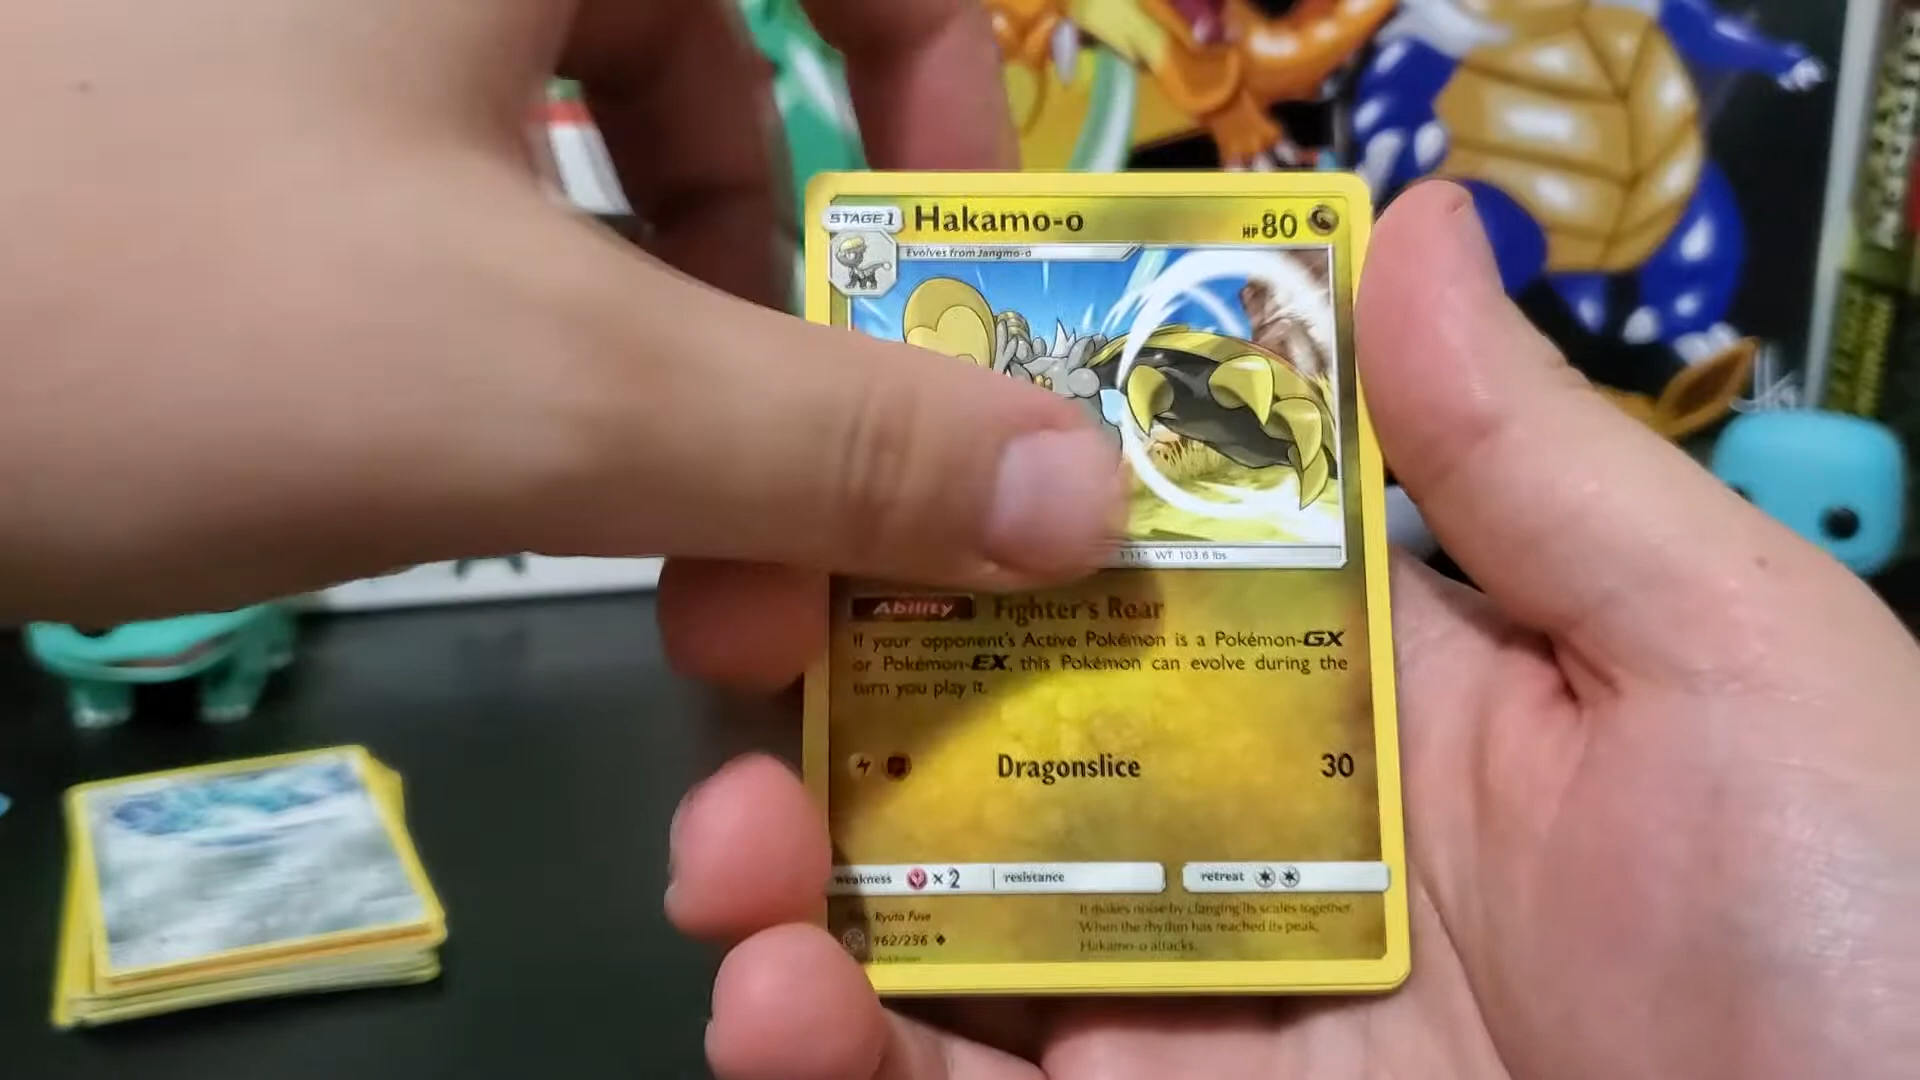 STAGE 1 Hakamo-o HP 80
Evolves from Jangmo-o
1'11" WT: 103.6 lbs
Ability Fighter's Roar
If your opponent's Active Pokémon is a Pokémon-GX
or Pokémon-EX, this Pokémon can evolve during the
turn you play it.
Dragonslice 30
weakness ×2 resistance retreat
Ryuta Fuse
162/236
It makes noise by clanging its scales together.
When the rhythm has reached its peak,
Hakamo-o attacks.